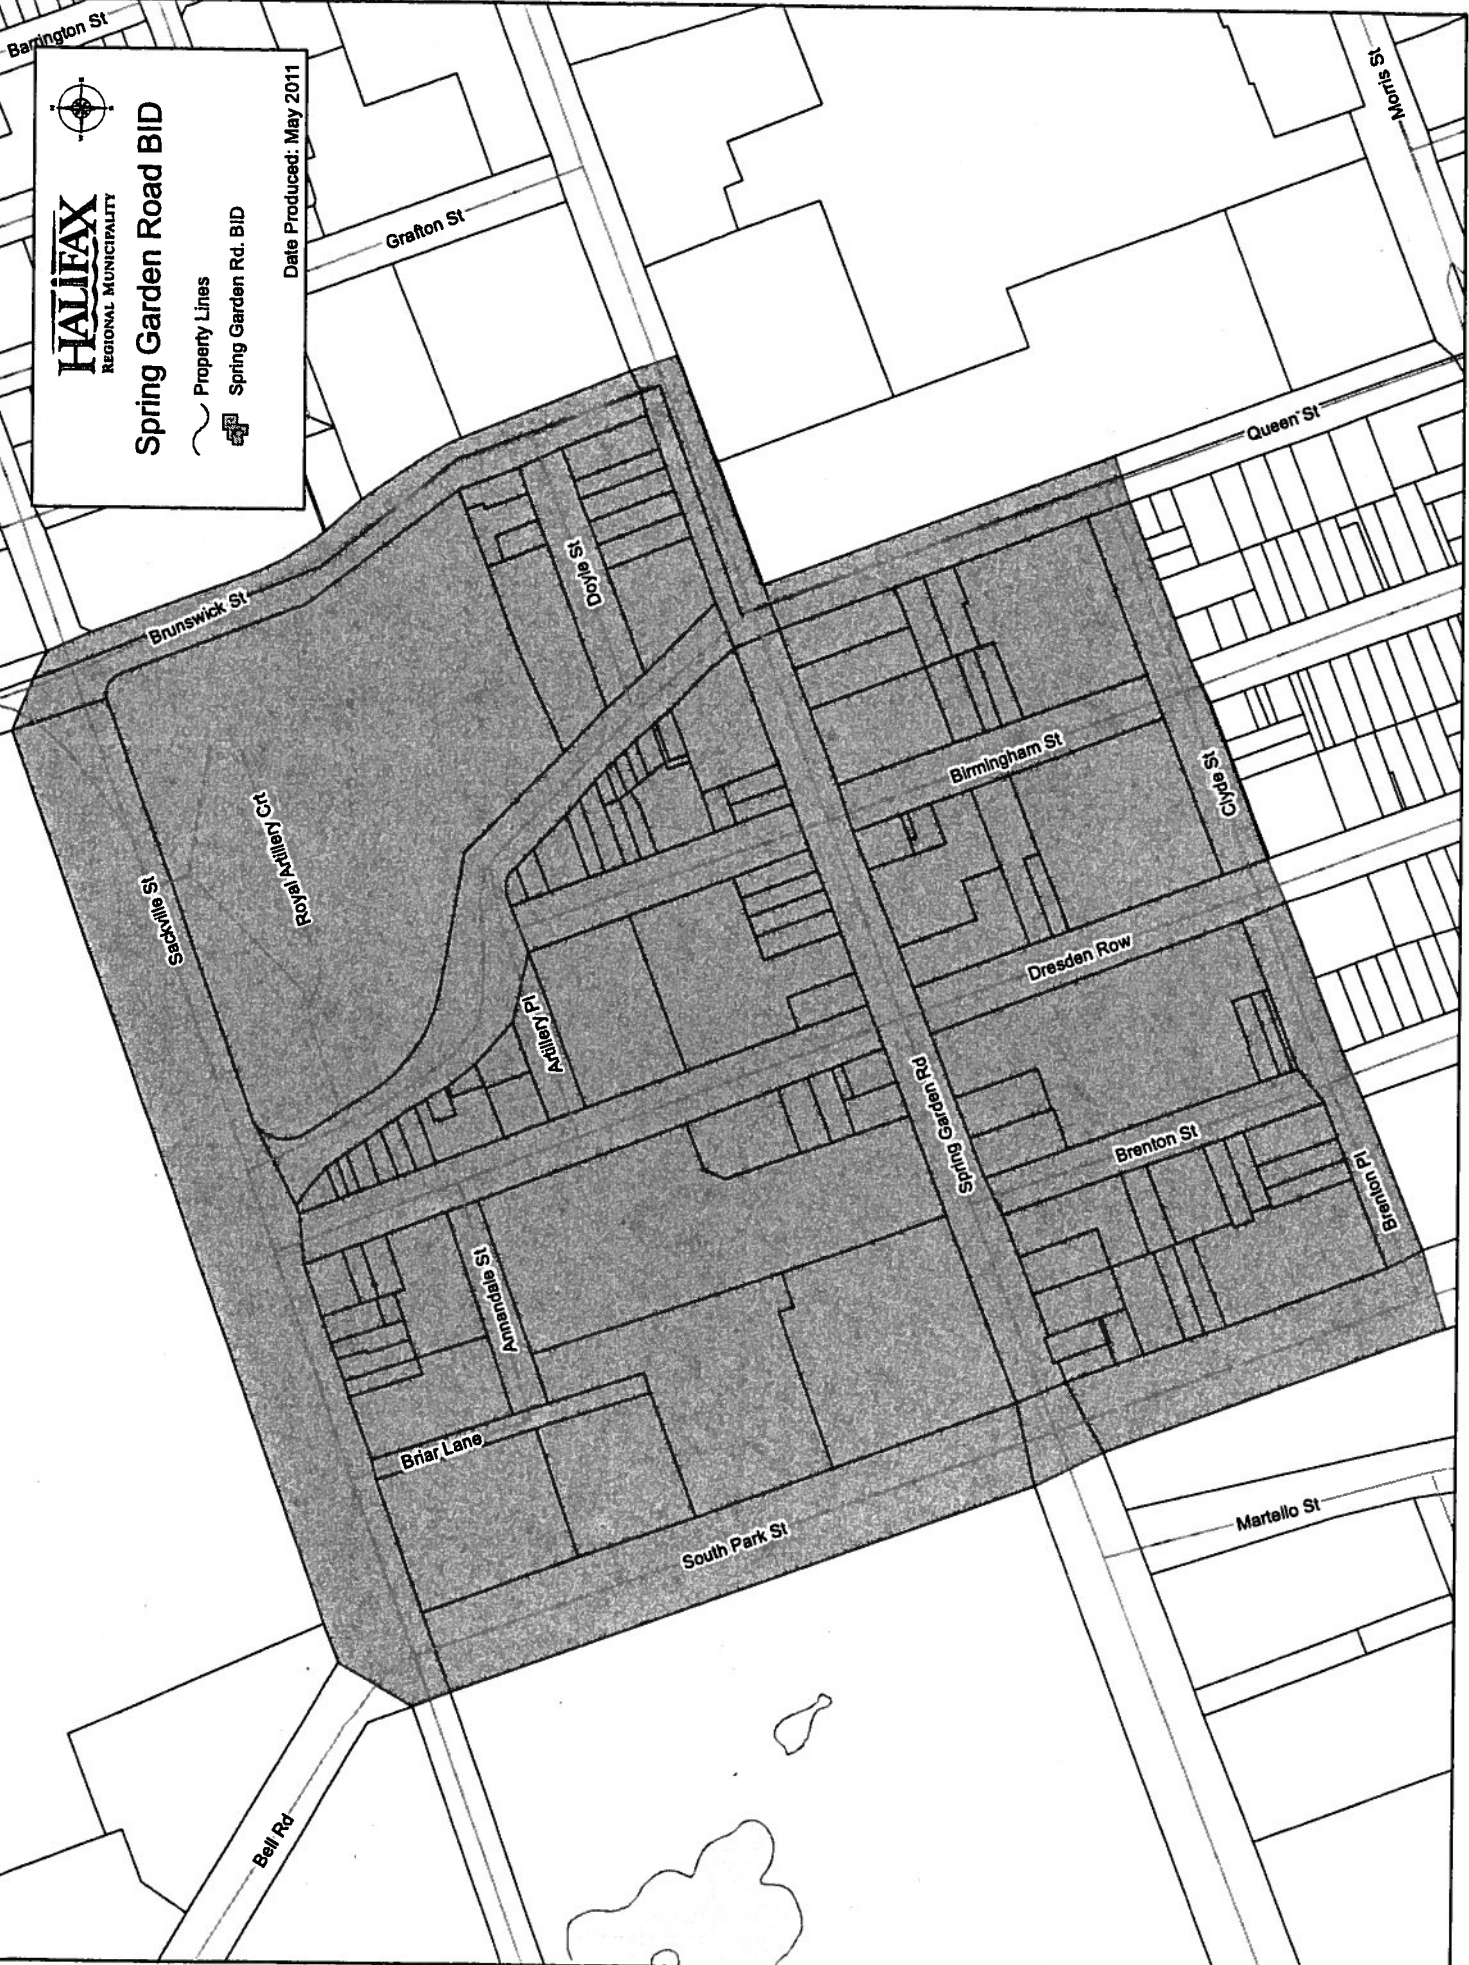 HALIFAX
REGIONAL MUNICIPALITY
Spring Garden Road BID
Property Lines
Spring Garden Rd. BID
Date Produced: May 2011
Barrington St
Grafton St
Morris St
Queen St
Brunswick St
Doyle St
Sackville St
Royal Artillery Crt
Birmingham St
Clyde St
Artillery Pl
Dresden Row
Spring Garden Rd
Brenton St
Brenton Pl
Annandale St
Briar Lane
South Park St
Martello St
Bell Rd